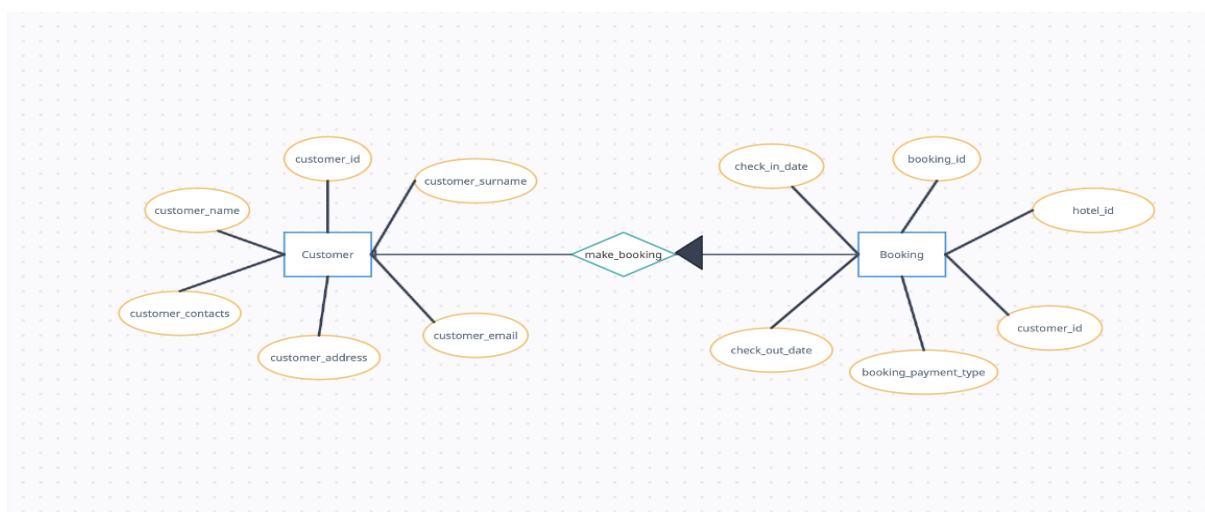 customer_id
customer_surname
customer_name
Customer
customer_contacts
customer_address
customer_email
make_booking
check_in_date
booking_id
hotel_id
Booking
customer_id
check_out_date
booking_payment_type